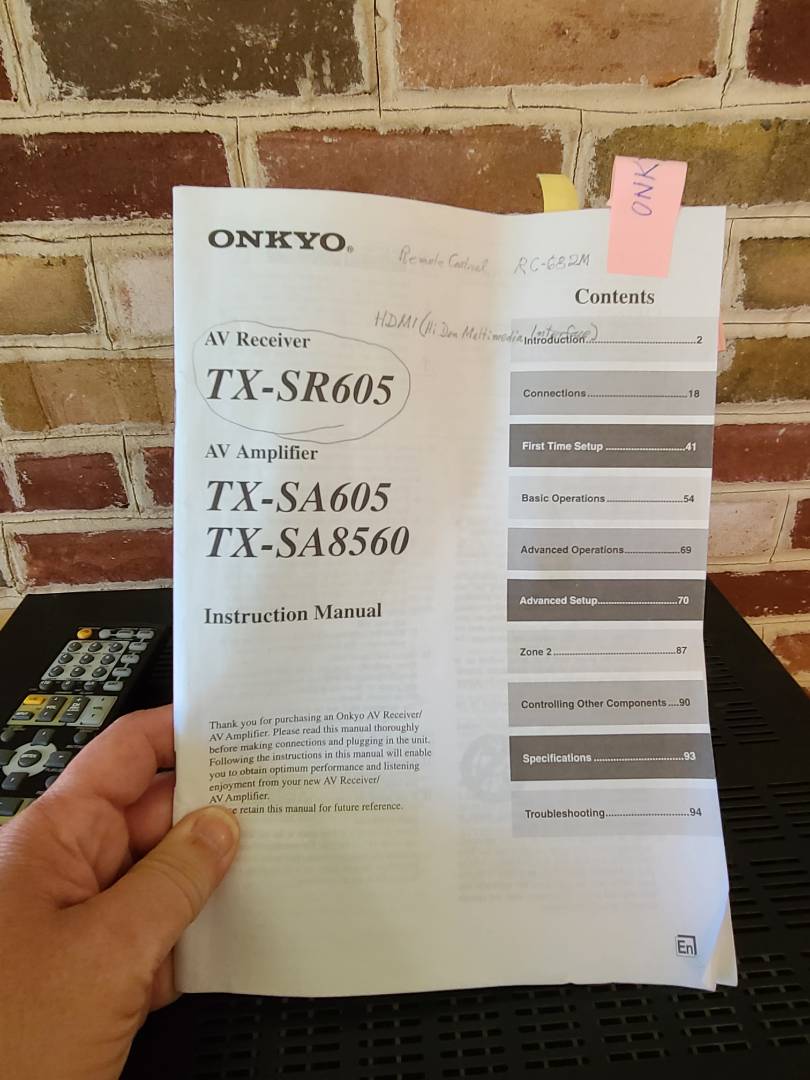 ONK
ONKYO®
Remote Control RC-682M
Contents
HDMI (Hi Den Multimedia Interface)
AV Receiver
TX-SR605
AV Amplifier
TX-SA605
TX-SA8560
Instruction Manual
Thank you for purchasing an Onkyo AV Receiver/
AV Amplifier. Please read this manual thoroughly
before making connections and plugging in the unit.
Following the instructions in this manual will enable
you to obtain optimum performance and listening
enjoyment from your new AV Receiver/
AV Amplifier.
e retain this manual for future reference.
Introduction..............................2
Connections..............................18
First Time Setup ........................41
Basic Operations ........................54
Advanced Operations.................69
Advanced Setup........................70
Zone 2 ....................................87
Controlling Other Components ....90
Specifications ...........................93
Troubleshooting.........................94
En
ONKYO